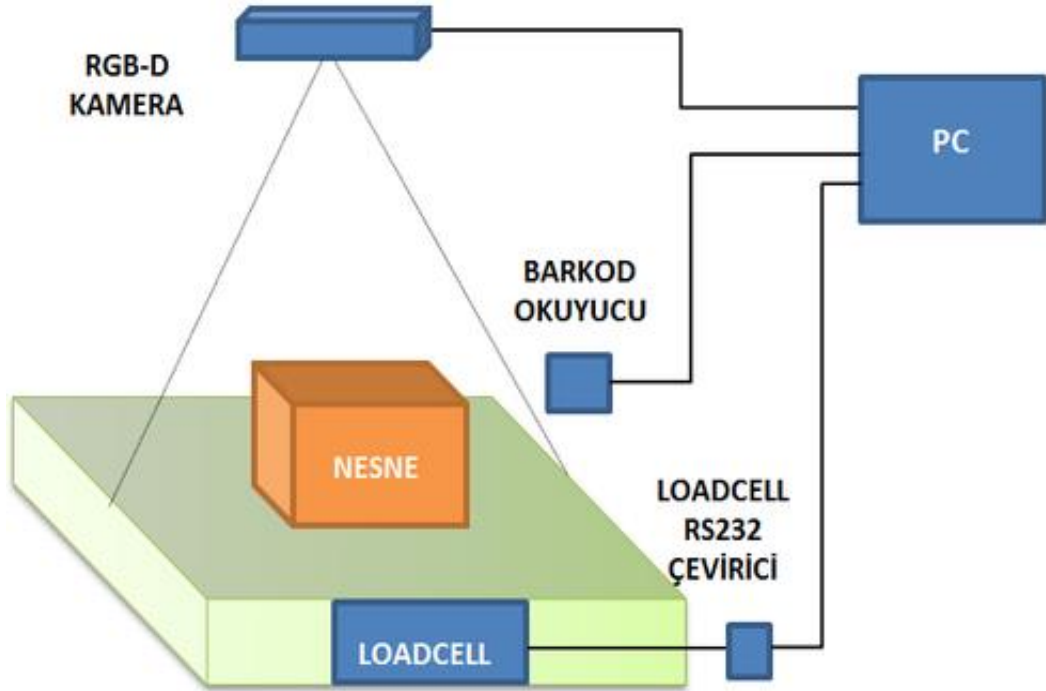 RGB-D
KAMERA
PC
BARKOD
OKUYUCU
NESNE
LOADCELL
RS232
ÇEVİRİCİ
LOADCELL